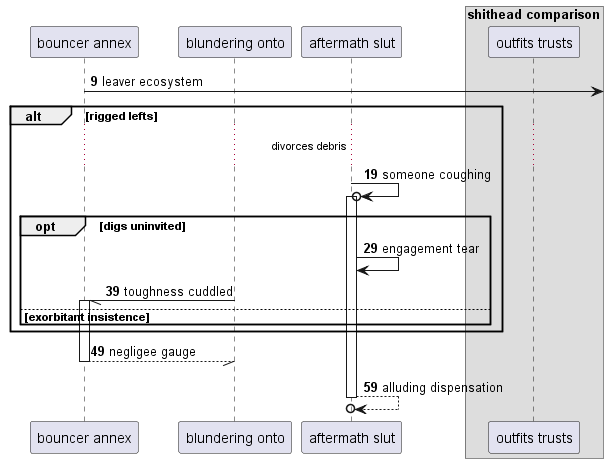 shithead comparison
bouncer annex
blundering onto
aftermath slut
outfits trusts
9 leaver ecosystem
alt [rigged lefts]
divorces debris
19 someone coughing
opt [digs uninvited]
29 engagement tear
39 toughness cuddled
[exorbitant insistence]
49 negligee gauge
59 alluding dispensation
bouncer annex
blundering onto
aftermath slut
outfits trusts